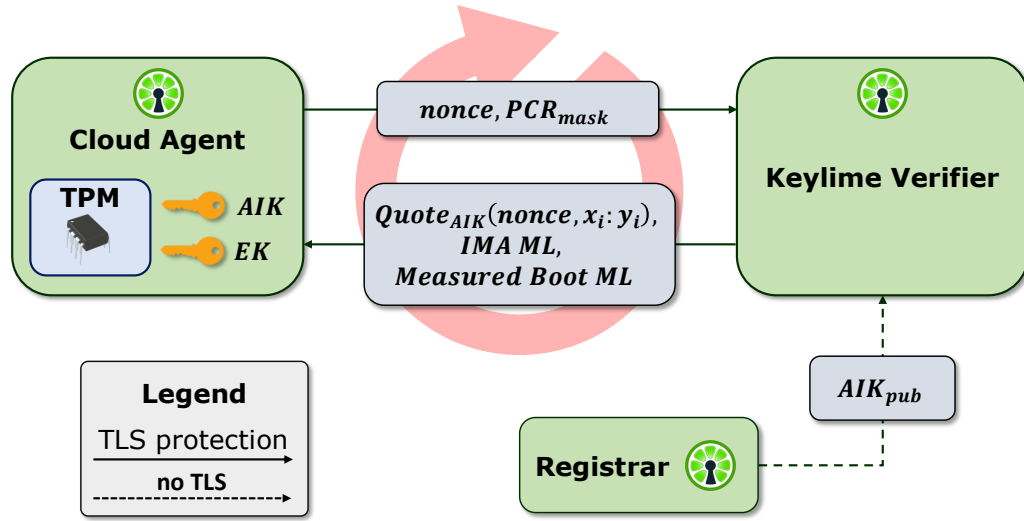 Cloud Agent
TPM
AIK
EK
nonce, PCR_mask
Quote_AIK(nonce, x_i: y_i),
IMA ML,
Measured Boot ML
Keylime Verifier
AIK_pub
Registrar
Legend
TLS protection
no TLS